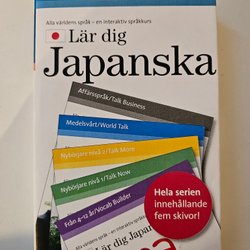 Alla världens språk – en interaktiv språkkurs
Lär dig
Japanska
Affärsspråk/Talk Business
Medelsvårt/World Talk
Nybörjare nivå 2/Talk More
Nybörjare nivå 1/Talk Now
Från 4-12 år/Vocab Builder
Hela serien
innehållande
fem skivor!
Alla världens språk – en interaktiv språkkurs
Lär dig